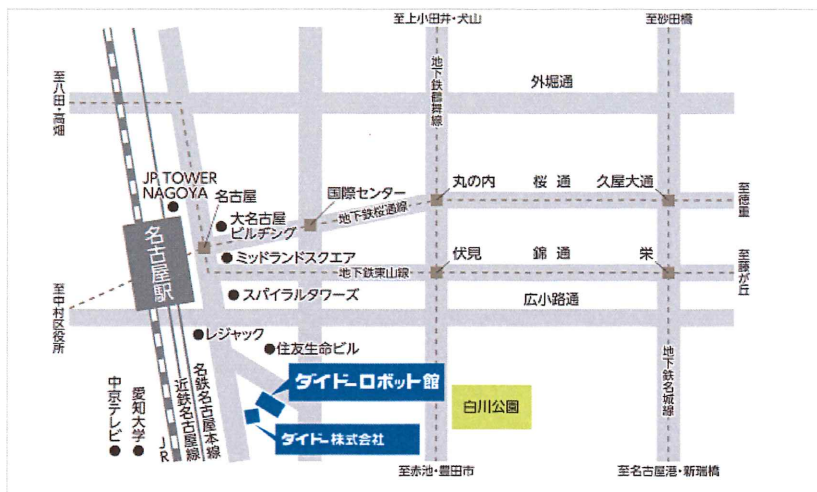 至上小田井・犬山
至砂田橋
至八田・高畑
地下鉄鶴舞線
外堀通
JP TOWER
NAGOYA
名古屋
国際センター
丸の内
桜通
久屋大通
至徳重
大名古屋
ビルヂング
地下鉄桜通線
名古屋駅
ミッドランドスクエア
伏見
錦通
栄
至藤が丘
地下鉄東山線
至中村区役所
スパイラルタワーズ
広小路通
レジャック
住友生命ビル
地下鉄名城線
ダイドーロボット館
白川公園
中京テレビ
愛知大学
JR
近鉄名古屋線
名鉄名古屋本線
ダイドー株式会社
至赤池・豊田市
至名古屋港・新瑞橋